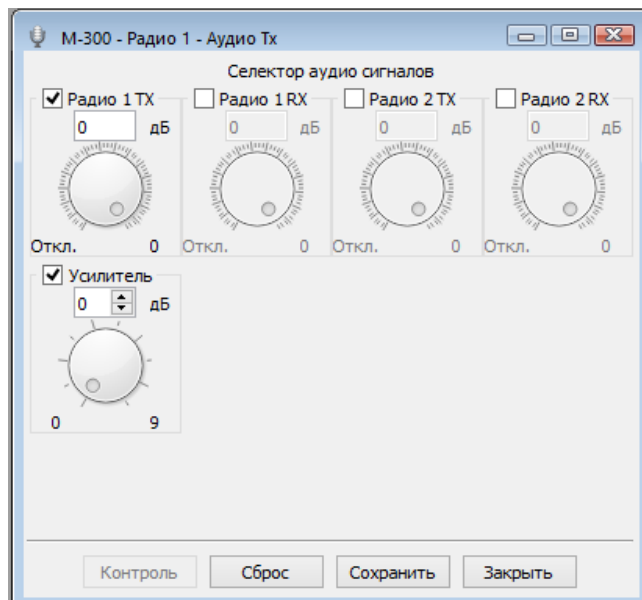 М-300 - Радио 1 - Аудио Тх
Селектор аудио сигналов
Радио 1 TX Радио 1 RX Радио 2 TX Радио 2 RX
0 дБ 0 дБ 0 дБ 0 дБ
Откл. 0 Откл. 0 Откл. 0 Откл. 0
Усилитель
0 дБ
0 9
Контроль Сброс Сохранить Закрыть